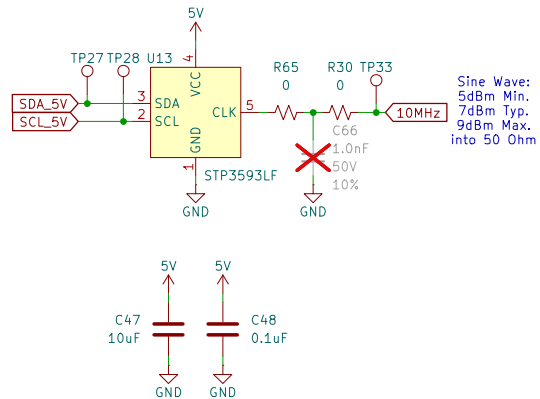 5V
TP27 TP28 U13
4
VCC
R65
0
R30
0
TP33
Sine Wave:
5dBm Min.
7dBm Typ.
9dBm Max.
into 50 Ohm
SDA_5V
3
SDA
SCL_5V
2
SCL
CLK
5
10MHz
GND
1
STP3593LF
C66
1.0nF
50V
10%
GND
GND
5V
5V
C47
10uF
C48
0.1uF
GND
GND